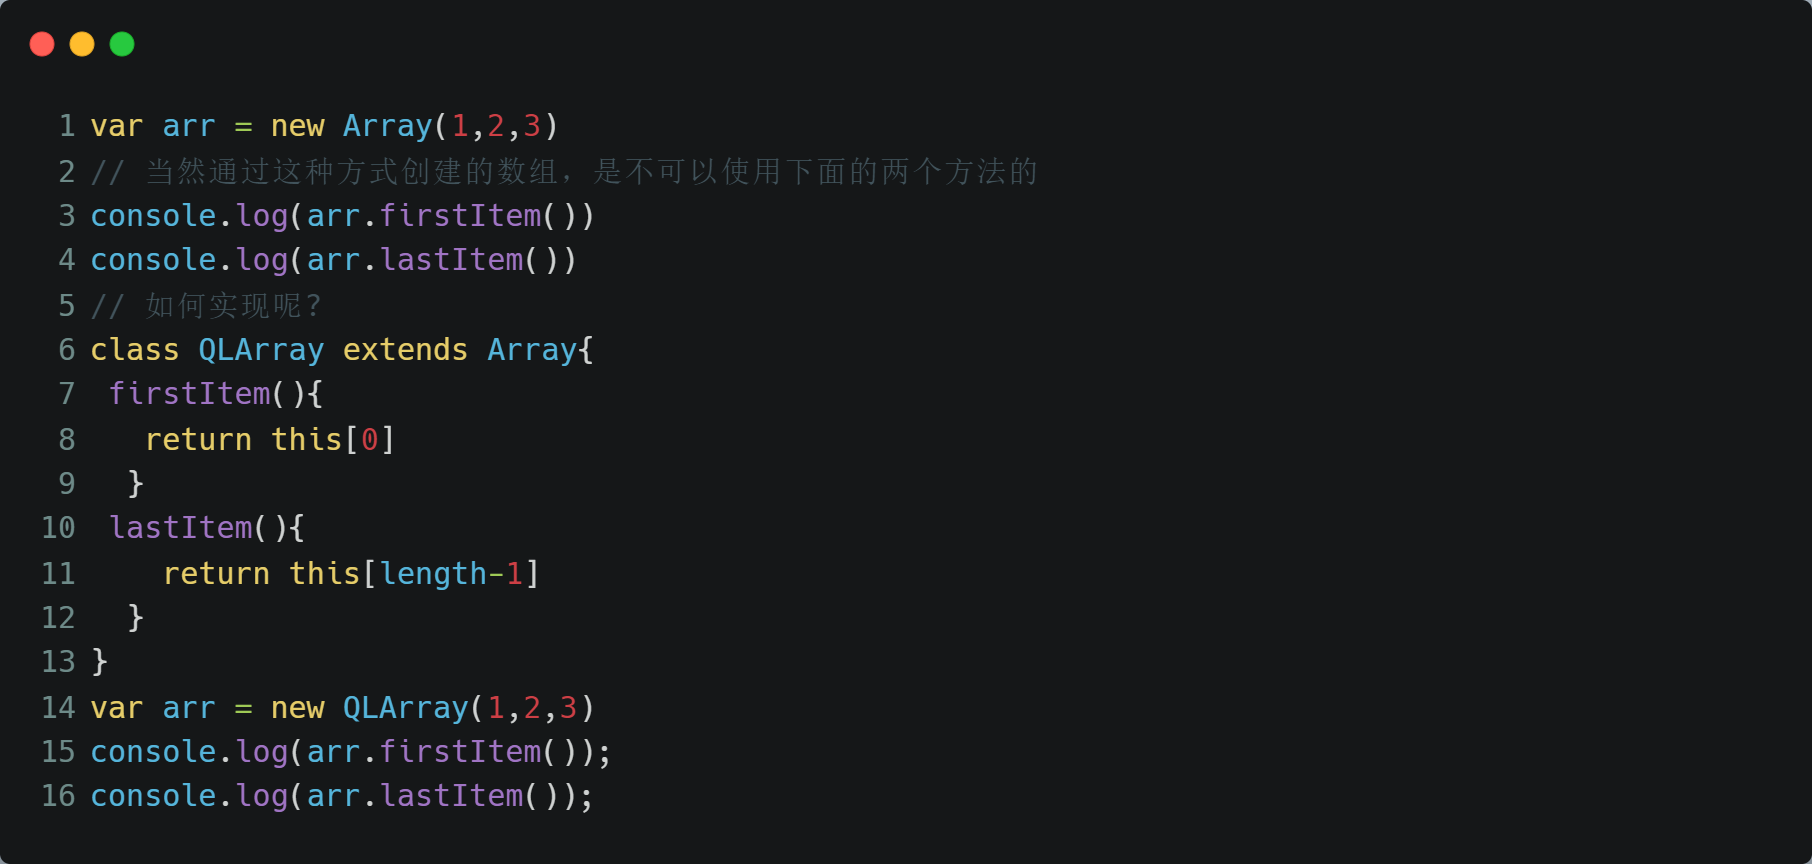 1 var arr = new Array(1,2,3)
2 // 当然通过这种方式创建的数组，是不可以使用下面的两个方法的
3 console.log(arr.firstItem())
4 console.log(arr.lastItem())
5 // 如何实现呢?
6 class QLArray extends Array{
7  firstItem(){
8    return this[0]
9   }
10  lastItem(){
11     return this[length-1]
12   }
13 }
14 var arr = new QLArray(1,2,3)
15 console.log(arr.firstItem());
16 console.log(arr.lastItem());